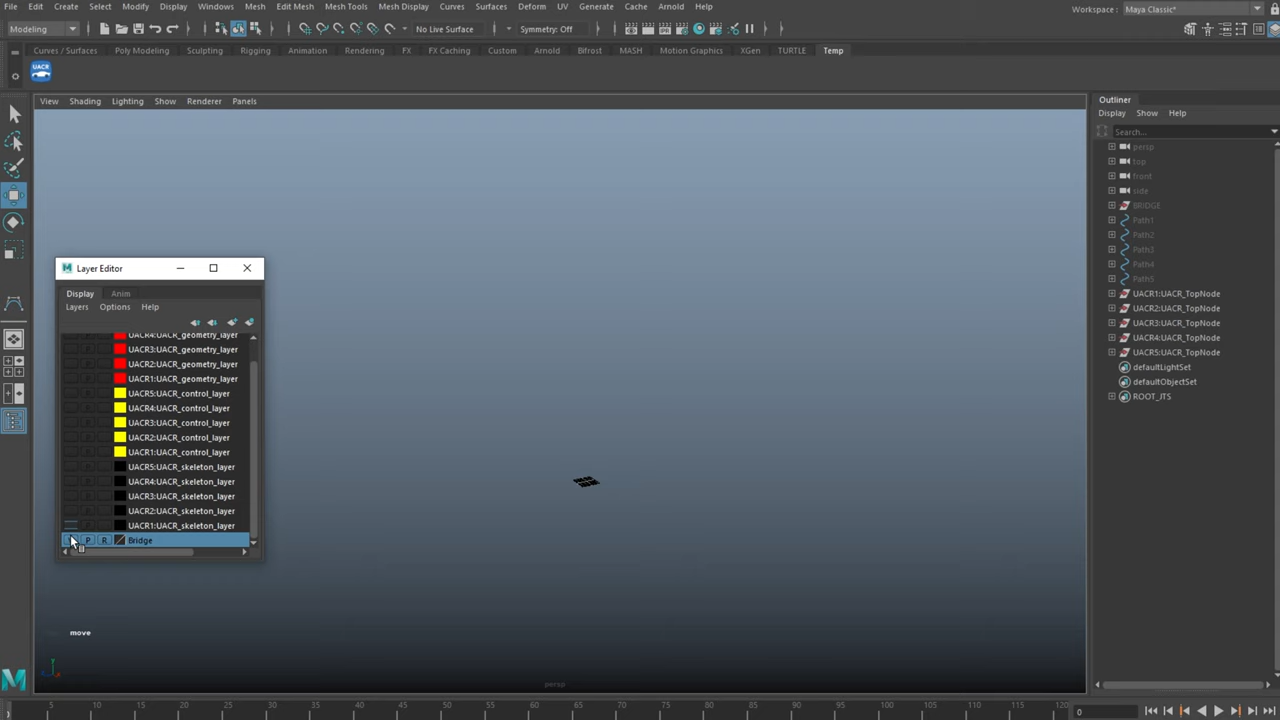 File Edit Create Select Modify Display Windows Mesh Edit Mesh Mesh Tools Mesh Display Curves Surfaces Deform UV Generate Cache Arnold Help
Workspace : Maya Classic*
Modeling No Live Surface Symmetry: Off
Curves / Surfaces Poly Modeling Sculpting Rigging Animation Rendering FX FX Caching Custom Arnold Bifrost MASH Motion Graphics XGen TURTLE Temp
UACR
View Shading Lighting Show Renderer Panels
Outliner
Display Show Help
Search...
persp
top
front
side
BRIDGE
Path1
Path2
Path3
Path4
Path5
UACR1:UACR_TopNode
UACR2:UACR_TopNode
UACR3:UACR_TopNode
UACR4:UACR_TopNode
UACR5:UACR_TopNode
defaultLightSet
defaultObjectSet
ROOT_JTS
Layer Editor
Display Anim
Layers Options Help
UACR4:UACR_geometry_layer
UACR3:UACR_geometry_layer
UACR2:UACR_geometry_layer
UACR1:UACR_geometry_layer
UACR5:UACR_control_layer
UACR4:UACR_control_layer
UACR3:UACR_control_layer
UACR2:UACR_control_layer
UACR1:UACR_control_layer
UACR5:UACR_skeleton_layer
UACR4:UACR_skeleton_layer
UACR3:UACR_skeleton_layer
UACR2:UACR_skeleton_layer
UACR1:UACR_skeleton_layer
P R Bridge
move
persp
5 10 15 20 25 30 35 40 45 50 55 60 65 70 75 80 85 90 95 100 105 110 115 120
0